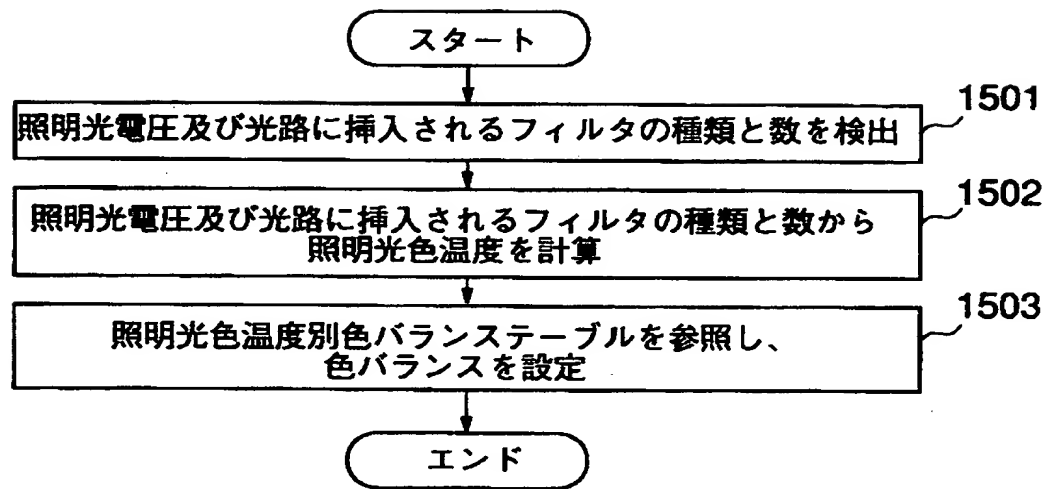 スタート
1501
照明光電圧及び光路に挿入されるフィルタの種類と数を検出
1502
照明光電圧及び光路に挿入されるフィルタの種類と数から
照明光色温度を計算
1503
照明光色温度別色バランステーブルを参照し、
色バランスを設定
エンド